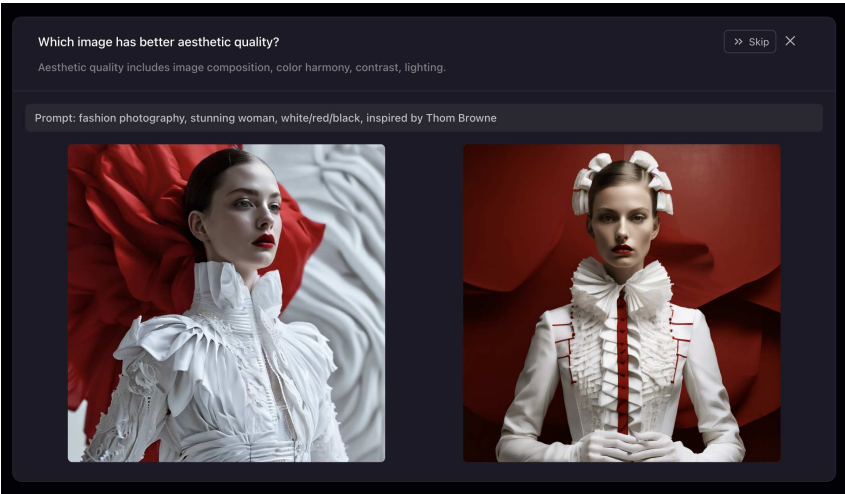 Which image has better aesthetic quality?
Skip
Aesthetic quality includes image composition, color harmony, contrast, lighting.
Prompt: fashion photography, stunning woman, white/red/black, inspired by Thom Browne